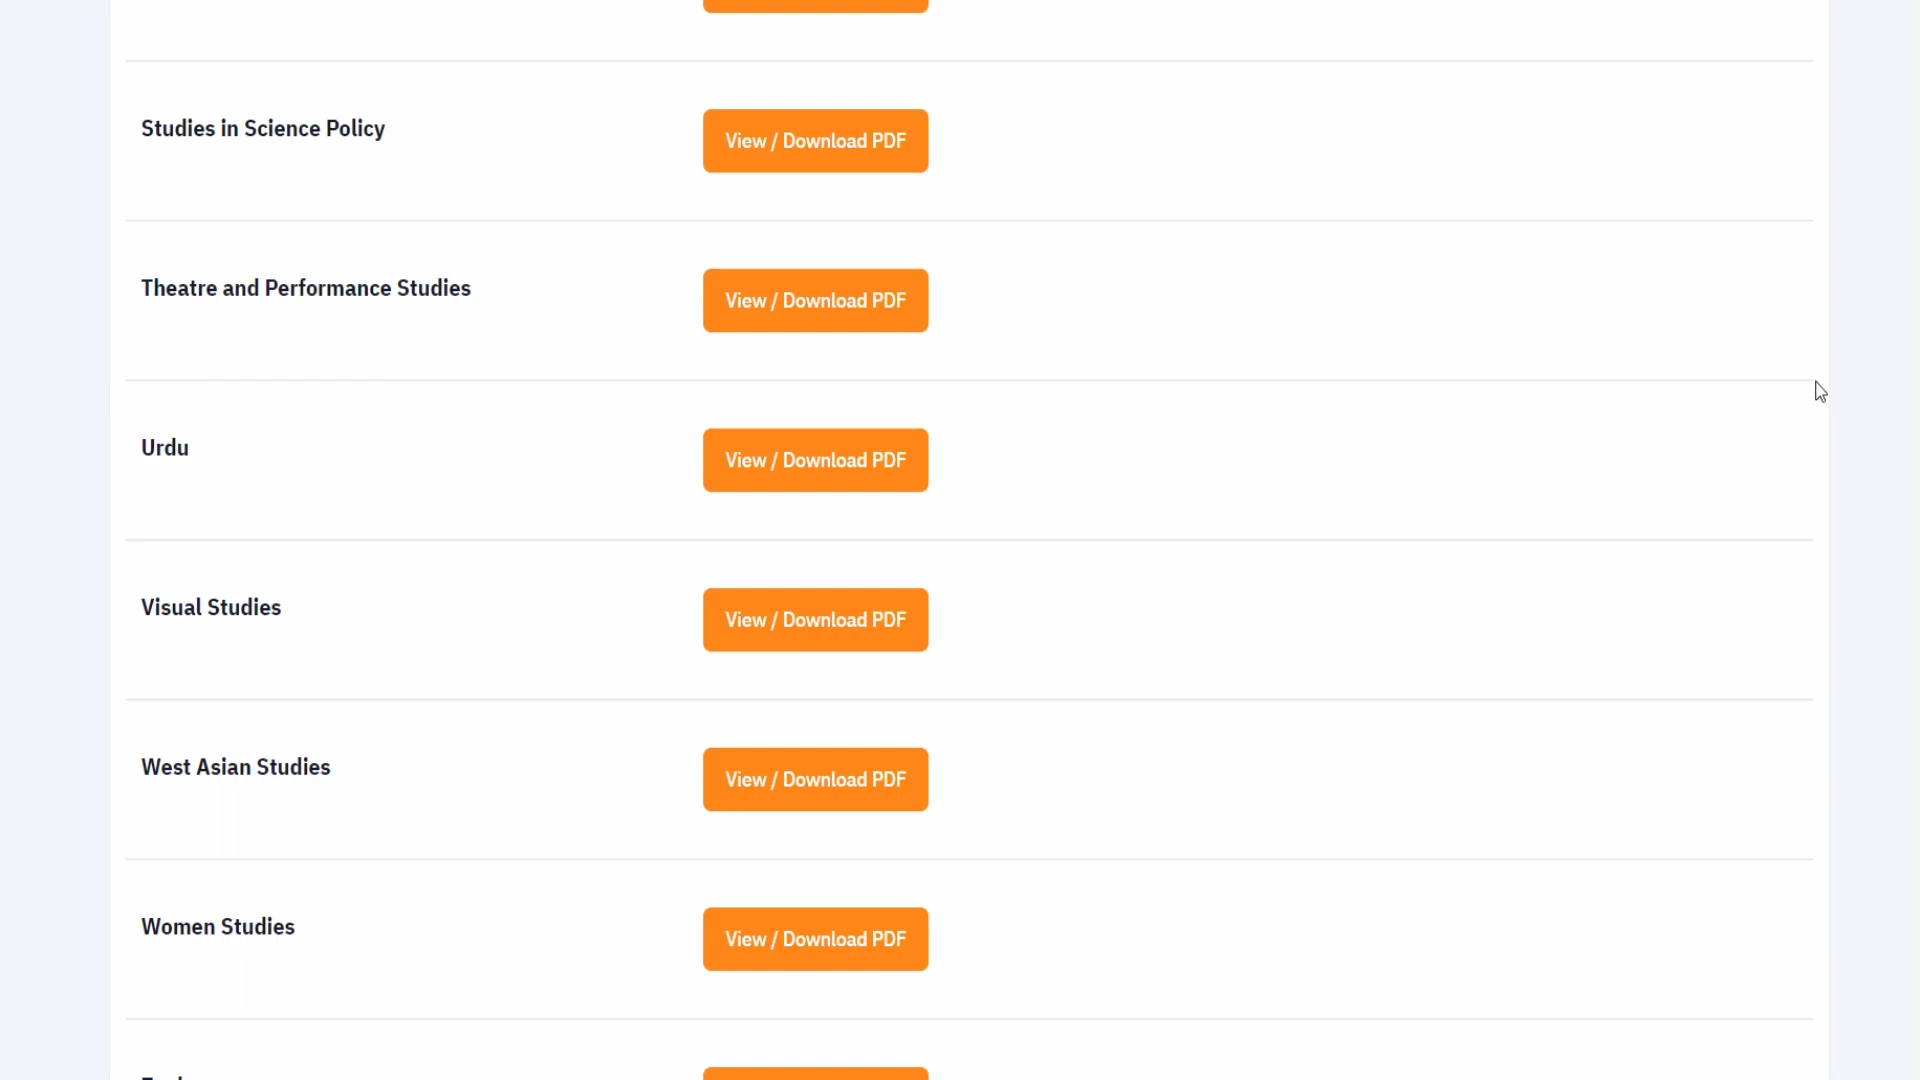 Studies in Science Policy
View / Download PDF
Theatre and Performance Studies
View / Download PDF
Urdu
View / Download PDF
Visual Studies
View / Download PDF
West Asian Studies
View / Download PDF
Women Studies
View / Download PDF